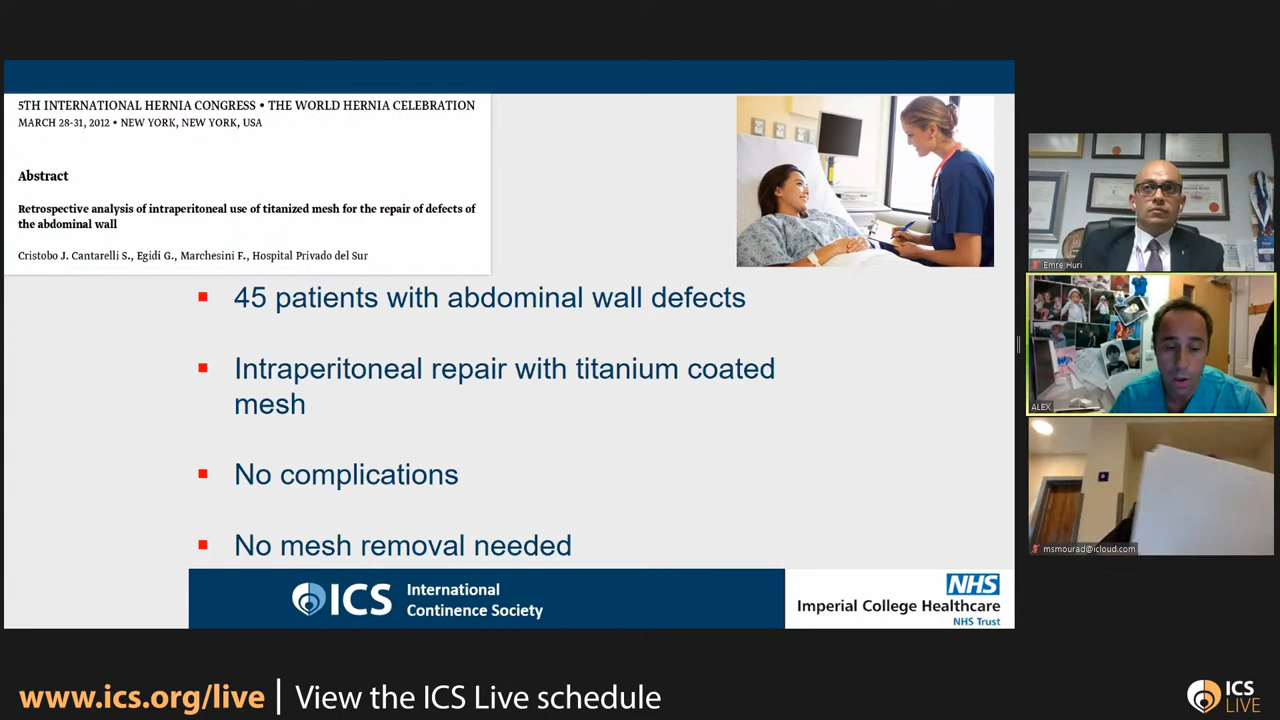 5TH INTERNATIONAL HERNIA CONGRESS • THE WORLD HERNIA CELEBRATION
MARCH 28-31, 2012 • NEW YORK, NEW YORK, USA
Abstract
Retrospective analysis of intraperitoneal use of titanized mesh for the repair of defects of
the abdominal wall
Cristobo J. Cantarelli S., Egidi G., Marchesini F., Hospital Privado del Sur
45 patients with abdominal wall defects
Intraperitoneal repair with titanium coated
mesh
No complications
No mesh removal needed
ICS International
Continence Society
NHS
Imperial College Healthcare
NHS Trust
Emre Huri
ALEX
msmourad@icloud.com
www.ics.org/live | View the ICS Live schedule
ICS
LIVE